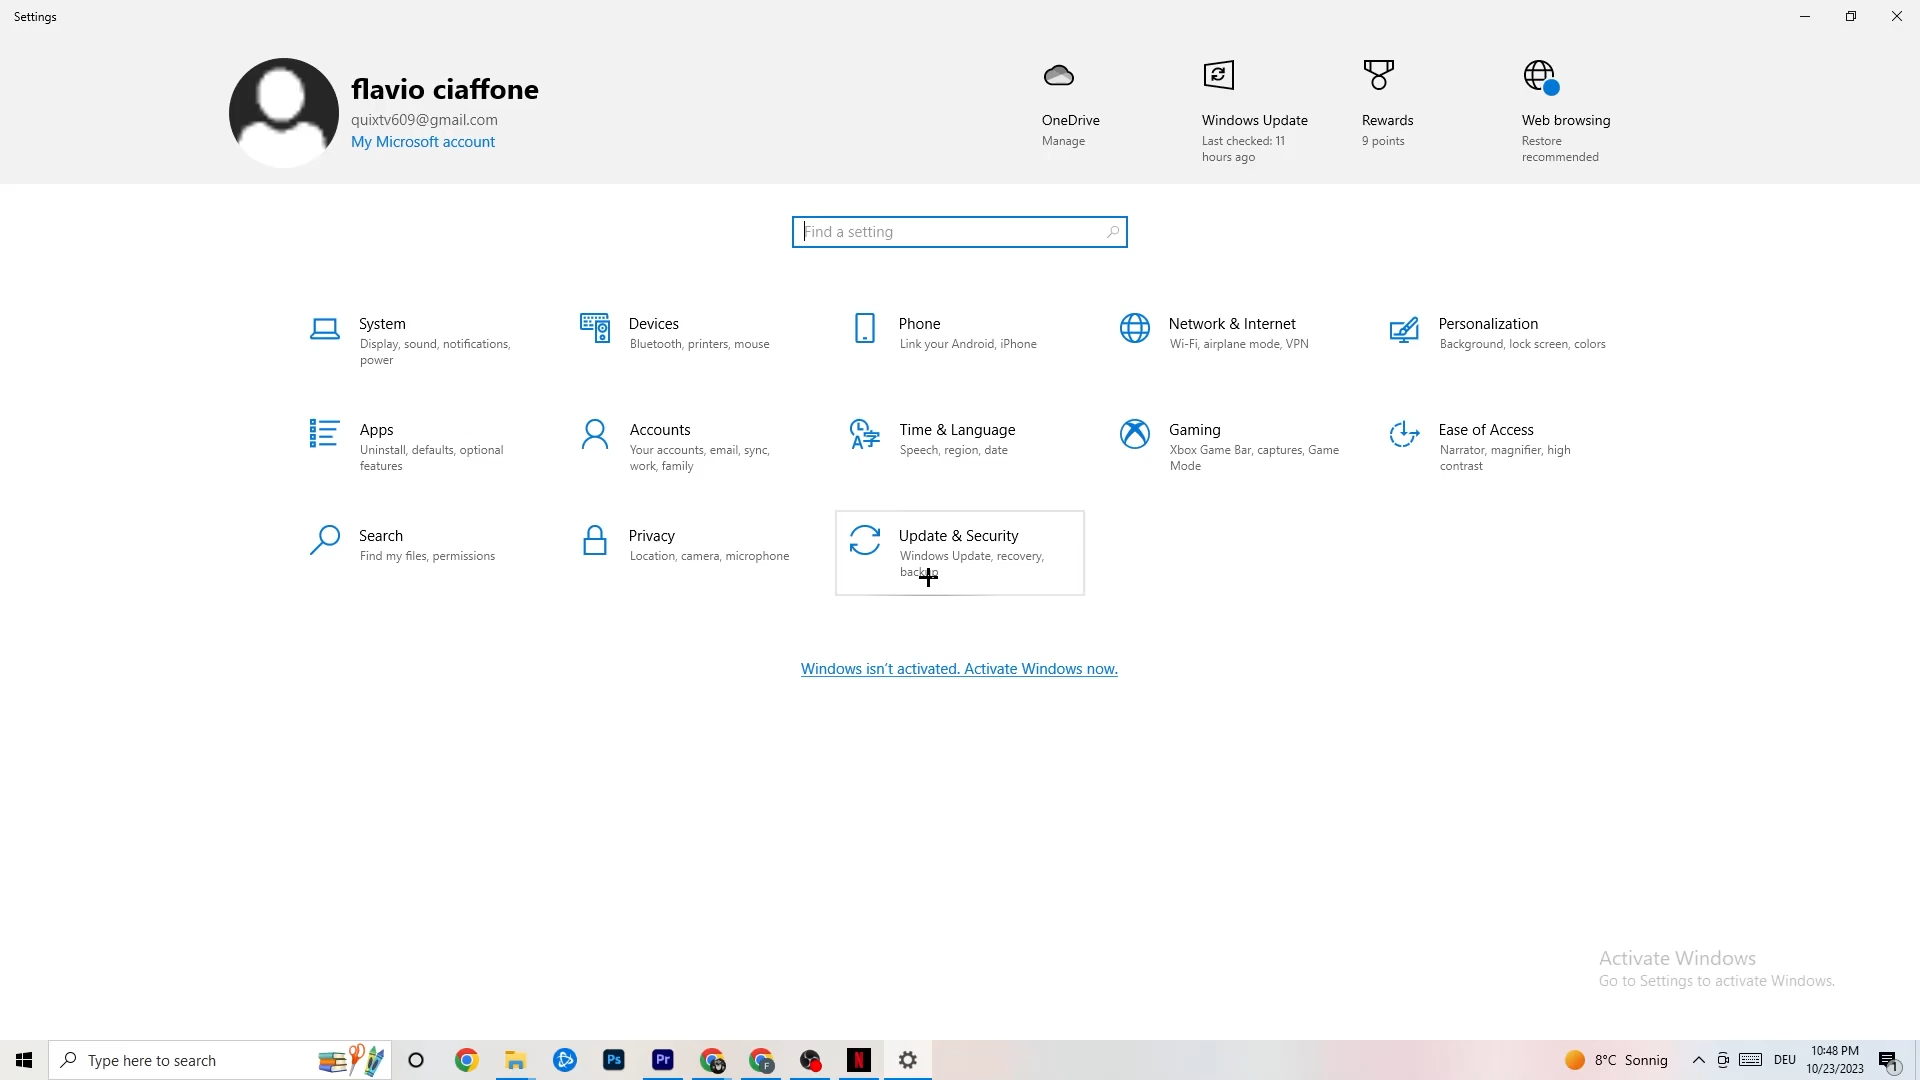 Settings
flavio ciaffone
quixtv609@gmail.com
My Microsoft account
OneDrive
Manage
Windows Update
Last checked: 11
hours ago
Rewards
9 points
Web browsing
Restore
recommended
Find a setting
System
Display, sound, notifications,
power
Devices
Bluetooth, printers, mouse
Phone
Link your Android, iPhone
Network & Internet
Wi-Fi, airplane mode, VPN
Personalization
Background, lock screen, colors
Apps
Uninstall, defaults, optional
features
Accounts
Your accounts, email, sync,
work, family
Time & Language
Speech, region, date
Gaming
Xbox Game Bar, captures, Game
Mode
Ease of Access
Narrator, magnifier, high
contrast
Search
Find my files, permissions
Privacy
Location, camera, microphone
Update & Security
Windows Update, recovery,
backup
Windows isn't activated. Activate Windows now.
Activate Windows
Go to Settings to activate Windows.
Type here to search
Ps
Pr
F
N
8°C Sonnig
DEU
10:48 PM
10/23/2023
1